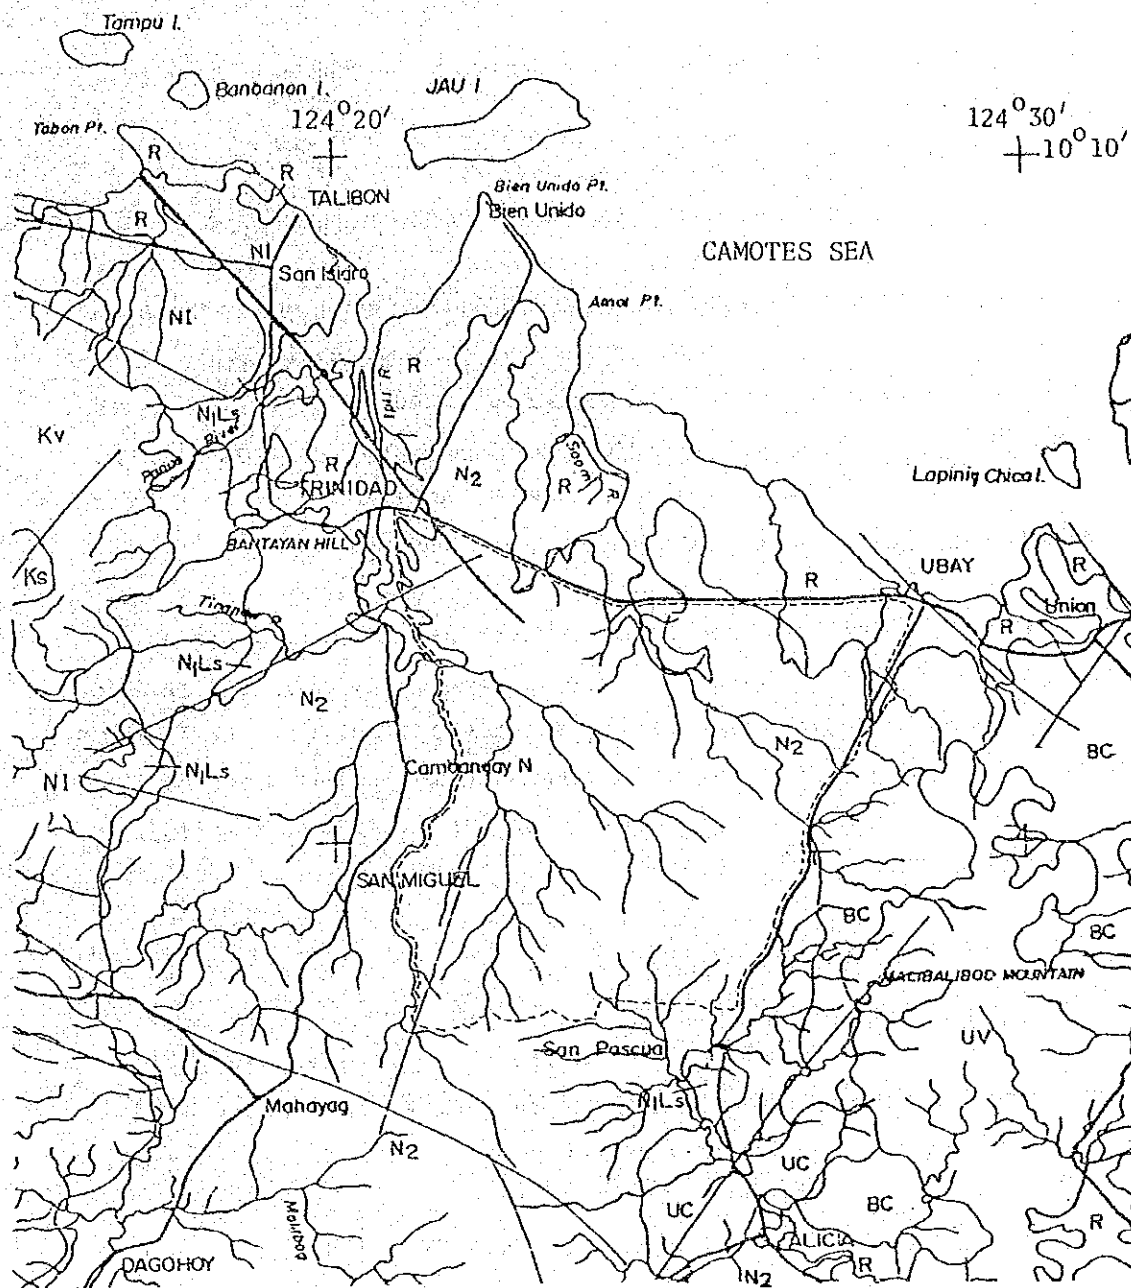 Tampu I.
Banbanon I.
JAU I
124°20'
124°30'
10°10'
Tabon Pt.
R
R
TALIBON
Bien Unido Pt.
Bien Unido
R
NI
CAMOTES SEA
San Isidro
Amol Pt.
NI
R
Ipil R
N1Ls
River
Kv
R
N2
TRINIDAD
R
R
Lapinig Chica I.
BANTAYAN HILL
UBAY
R
R
Ks
Union
R
N1Ls
N2
N2
BC
N1Ls
NI
Cambangay N
SAN MIGUEL
BC
BC
MACIBALIBOD MOUNTAIN
UV
San Pascua
N1Ls
Mahayag
N2
UC
UC
BC
R
ALICIA
DAGOHOY
R
N2